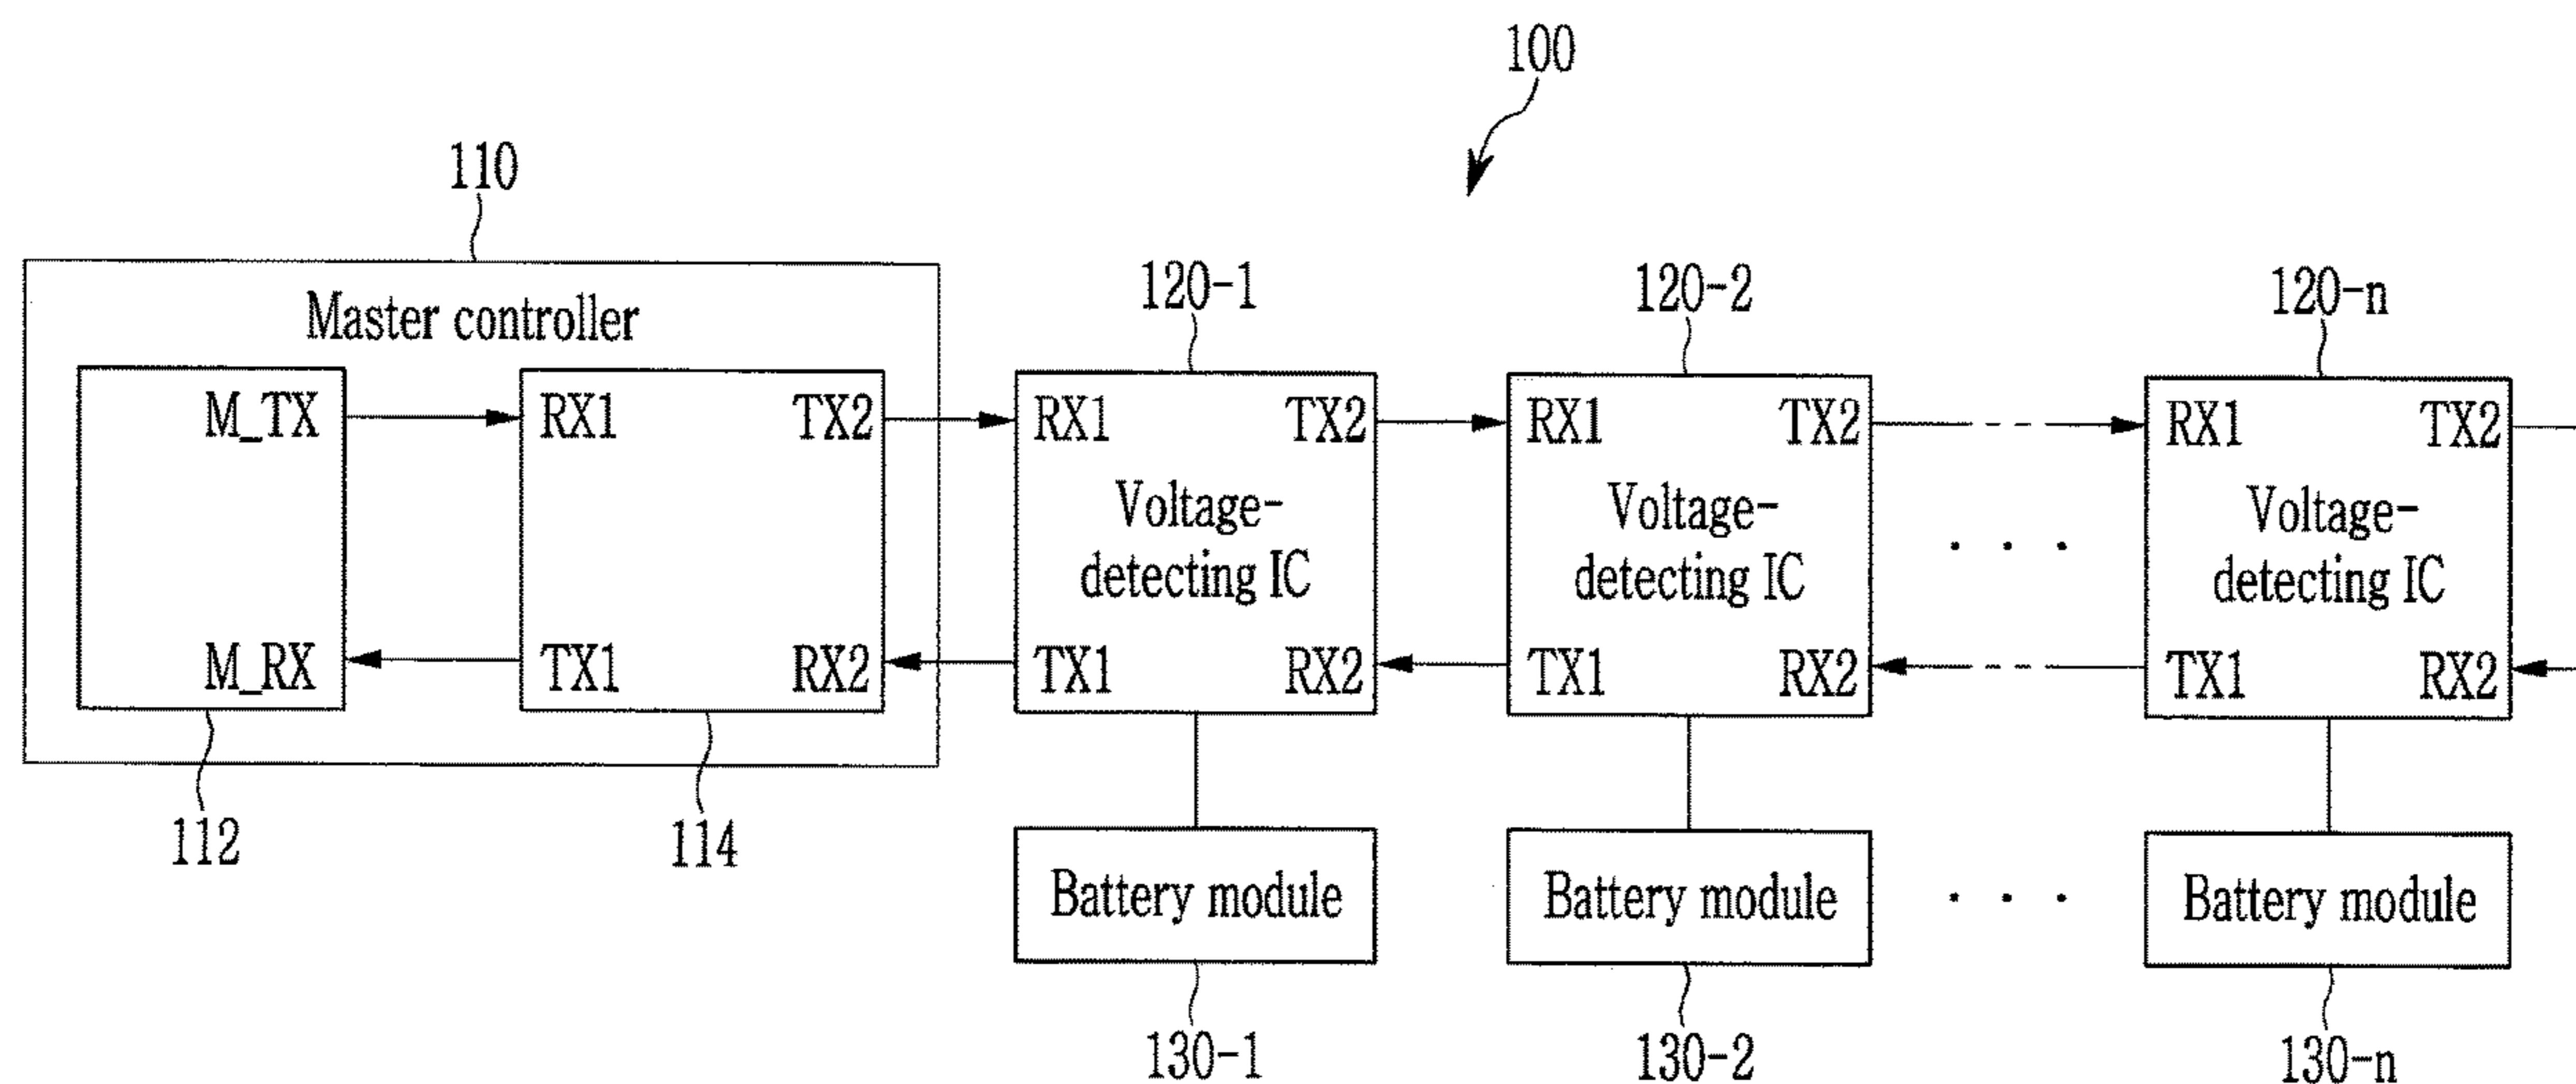 100
110
120-1
120-2
120-n
Master controller
M_TX
RX1
TX2
RX1
TX2
RX1
TX2
RX1
TX2
Voltage-
detecting IC
Voltage-
detecting IC
. . .
Voltage-
detecting IC
M_RX
TX1
RX2
TX1
RX2
TX1
RX2
TX1
RX2
112
114
Battery module
Battery module
. . .
Battery module
130-1
130-2
130-n